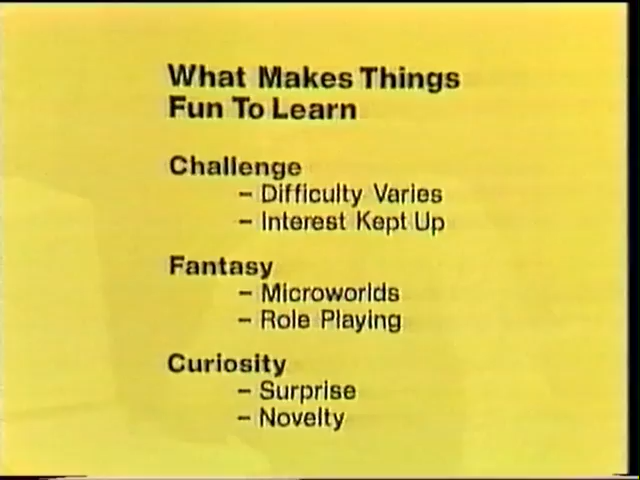 What Makes Things
Fun To Learn
Challenge
– Difficulty Varies
– Interest Kept Up
Fantasy
– Microworlds
– Role Playing
Curiosity
– Surprise
– Novelty